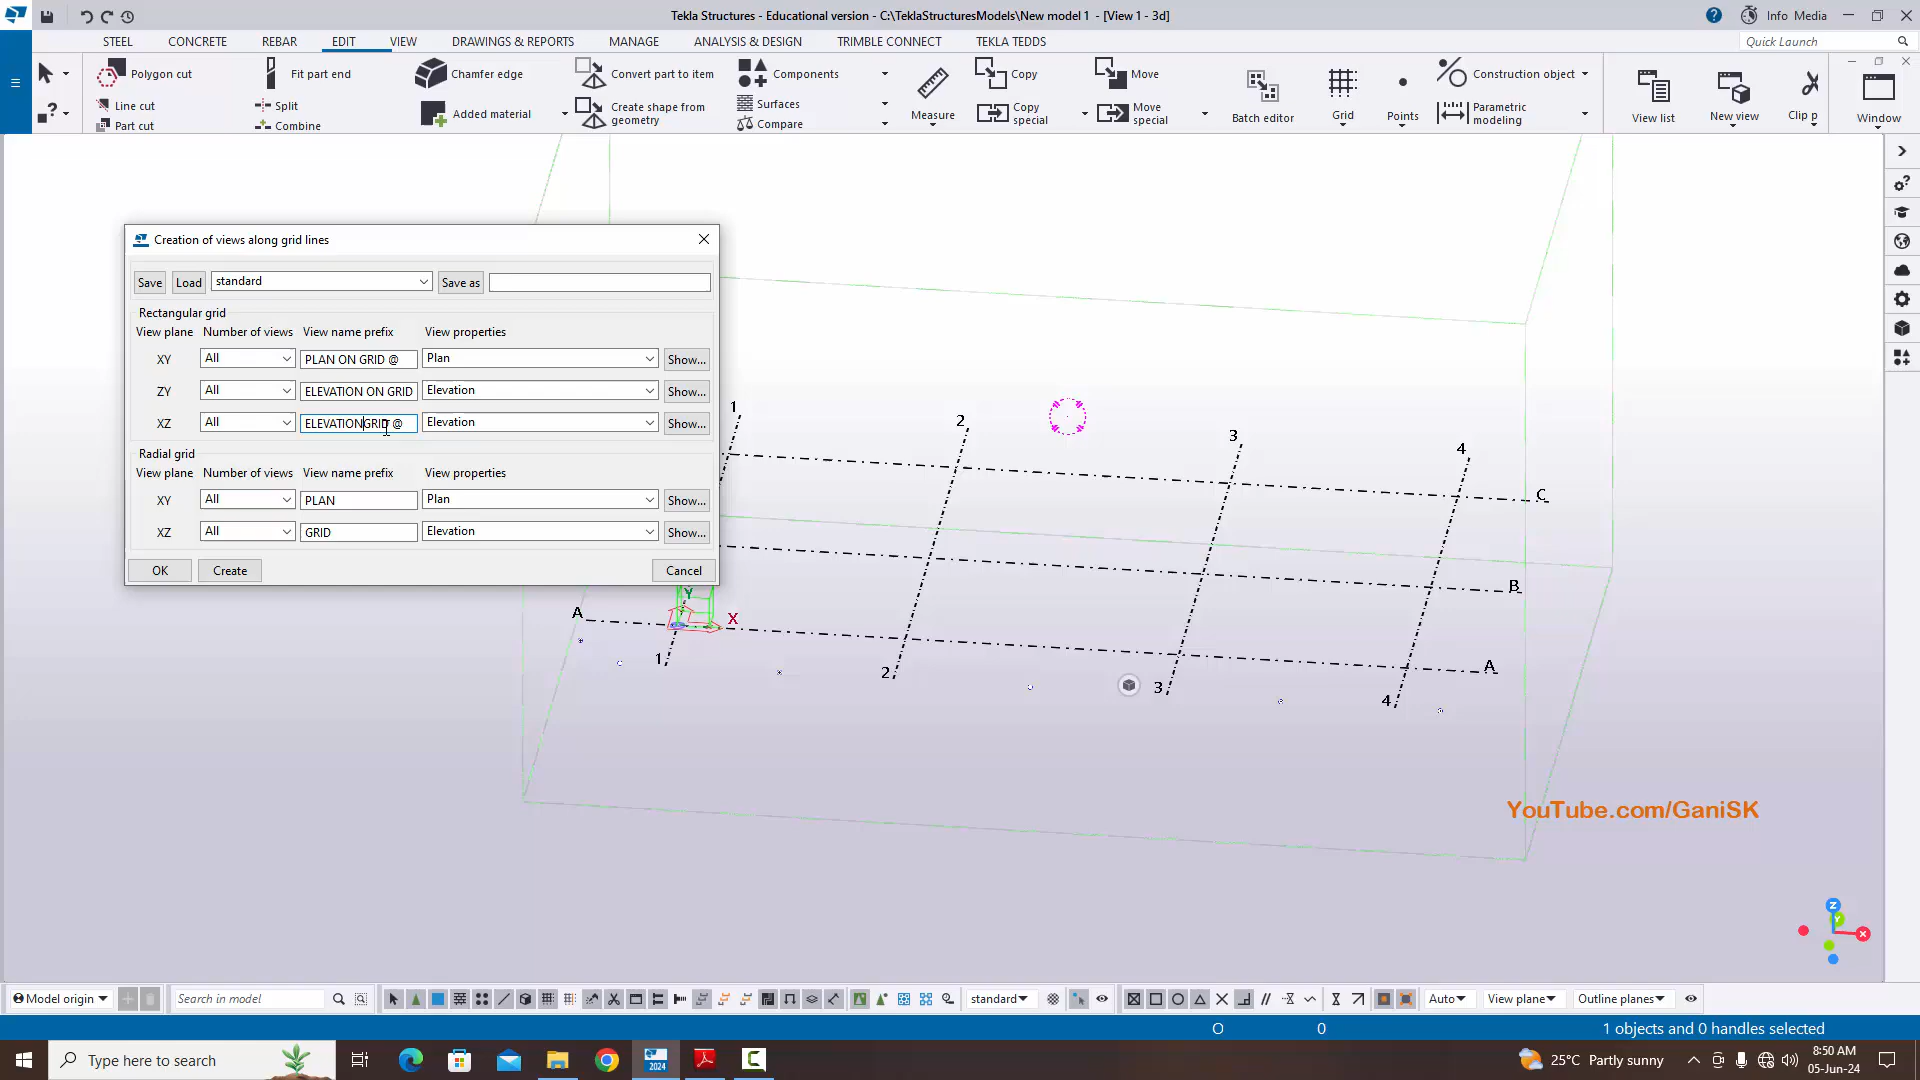 Tekla Structures - Educational version - C:\TeklaStructuresModels\New model 1 - [View 1 - 3d]
Info Media
STEEL CONCRETE REBAR EDIT VIEW DRAWINGS & REPORTS MANAGE ANALYSIS & DESIGN TRIMBLE CONNECT TEKLA TEDDS
Quick Launch
Polygon cut
Line cut
Part cut
Fit part end
Split
Combine
Chamfer edge
Added material
Convert part to item
Create shape from
geometry
Components
Surfaces
Compare
Measure
Copy
Copy
special
Move
Move
special
Batch editor
Grid
Points
Construction object
Parametric
modeling
View list
New view
Clip p
Window
Creation of views along grid lines
Save Load standard Save as
Rectangular grid
View plane Number of views View name prefix View properties
XY All PLAN ON GRID @ Plan Show...
ZY All ELEVATION ON GRID Elevation Show...
XZ All ELEVATIONGRID @ Elevation Show...
Radial grid
View plane Number of views View name prefix View properties
XY All PLAN Plan Show...
XZ All GRID Elevation Show...
OK Create Cancel
1 2 3 4
C
B
Y
A X
A
1 2 3 4
YouTube.com/GaniSK
Z
Y
X
Model origin Search in model standard Auto View plane Outline planes
O 0 1 objects and 0 handles selected
Type here to search
2024
25°C Partly sunny
8:50 AM
05-Jun-24